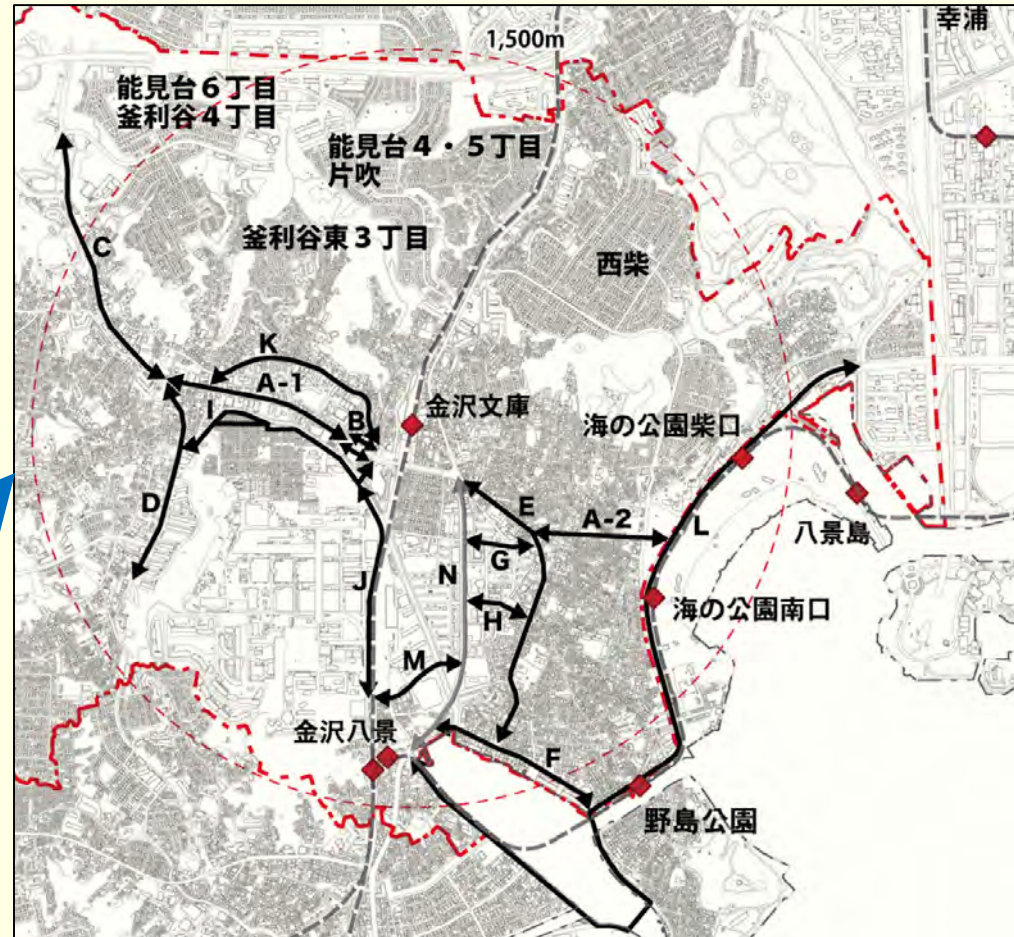 幸浦
1,500m
能見台6丁目
釜利谷4丁目
能見台4・5丁目
片吹
釜利谷東3丁目
西柴
C
K
A-1
I
B
金沢文庫
海の公園柴口
D
E
A-2
L
G
八景島
J
N
H
海の公園南口
M
金沢八景
F
野島公園